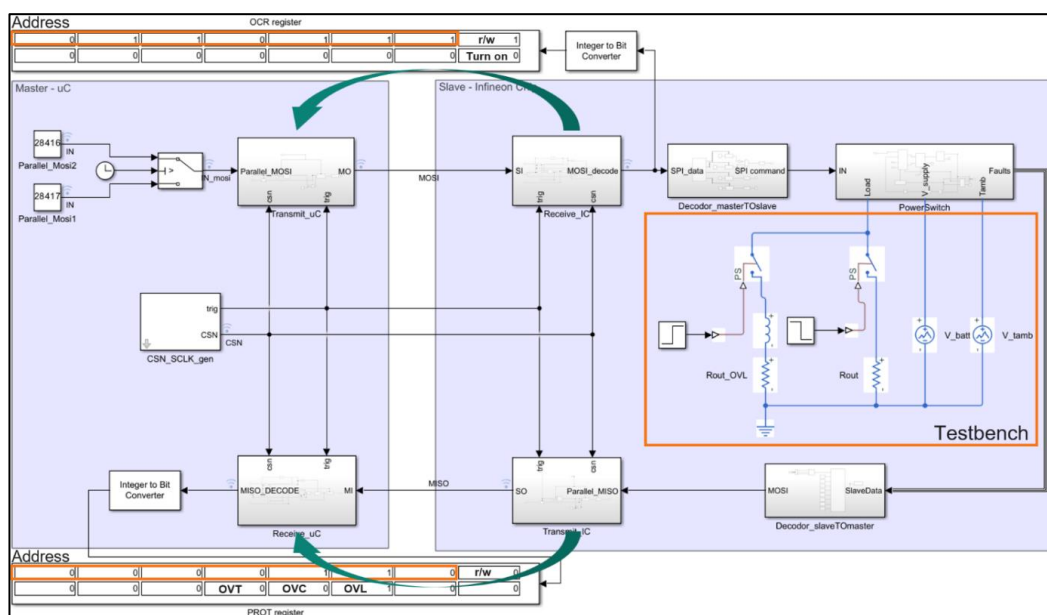 Address
OCR register
0 1 1 0 1 1 1 r/w 1
0 0 0 0 0 0 0 Turn on 0
Integer to Bit
Converter
Master - uC
Slave - Infineon
28416
IN
Parallel_Mosi2
28417
IN
Parallel_Mosi1
IN_mosi
Parallel_MOSI
MO
csn
trig
Transmit_uC
MOSI
SI
MOSI_decode
trig
csn
Receive_IC
SPI_data
SPI command
Decodor_masterTOslave
IN
Faults
Load
V_supply
Tamb
PowerSwitch
trig
CSN
CSN
CSN_SCLK_gen
PS
PS
Rout_OVL
Rout
V_batt
V_tamb
Testbench
Integer to Bit
Converter
csn
trig
MISO_DECODE
MI
Receive_uC
MISO
trig
csn
SO
Parallel_MISO
Transmit_IC
MOSI
SlaveData
Decodor_slaveTOmaster
Address
0 0 0 0 1 1 0 r/w 0
0 0 0 OVT 0 OVC 0 OVL 1 0 0
PROT register